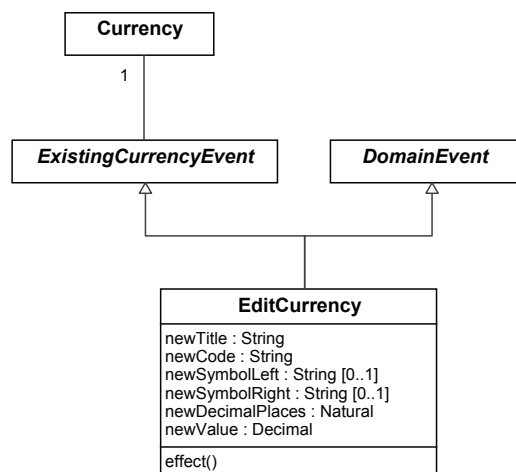 Currency
1
ExistingCurrencyEvent
DomainEvent
EditCurrency
newTitle : String
newCode : String
newSymbolLeft : String [0..1]
newSymbolRight : String [0..1]
newDecimalPlaces : Natural
newValue : Decimal
effect()